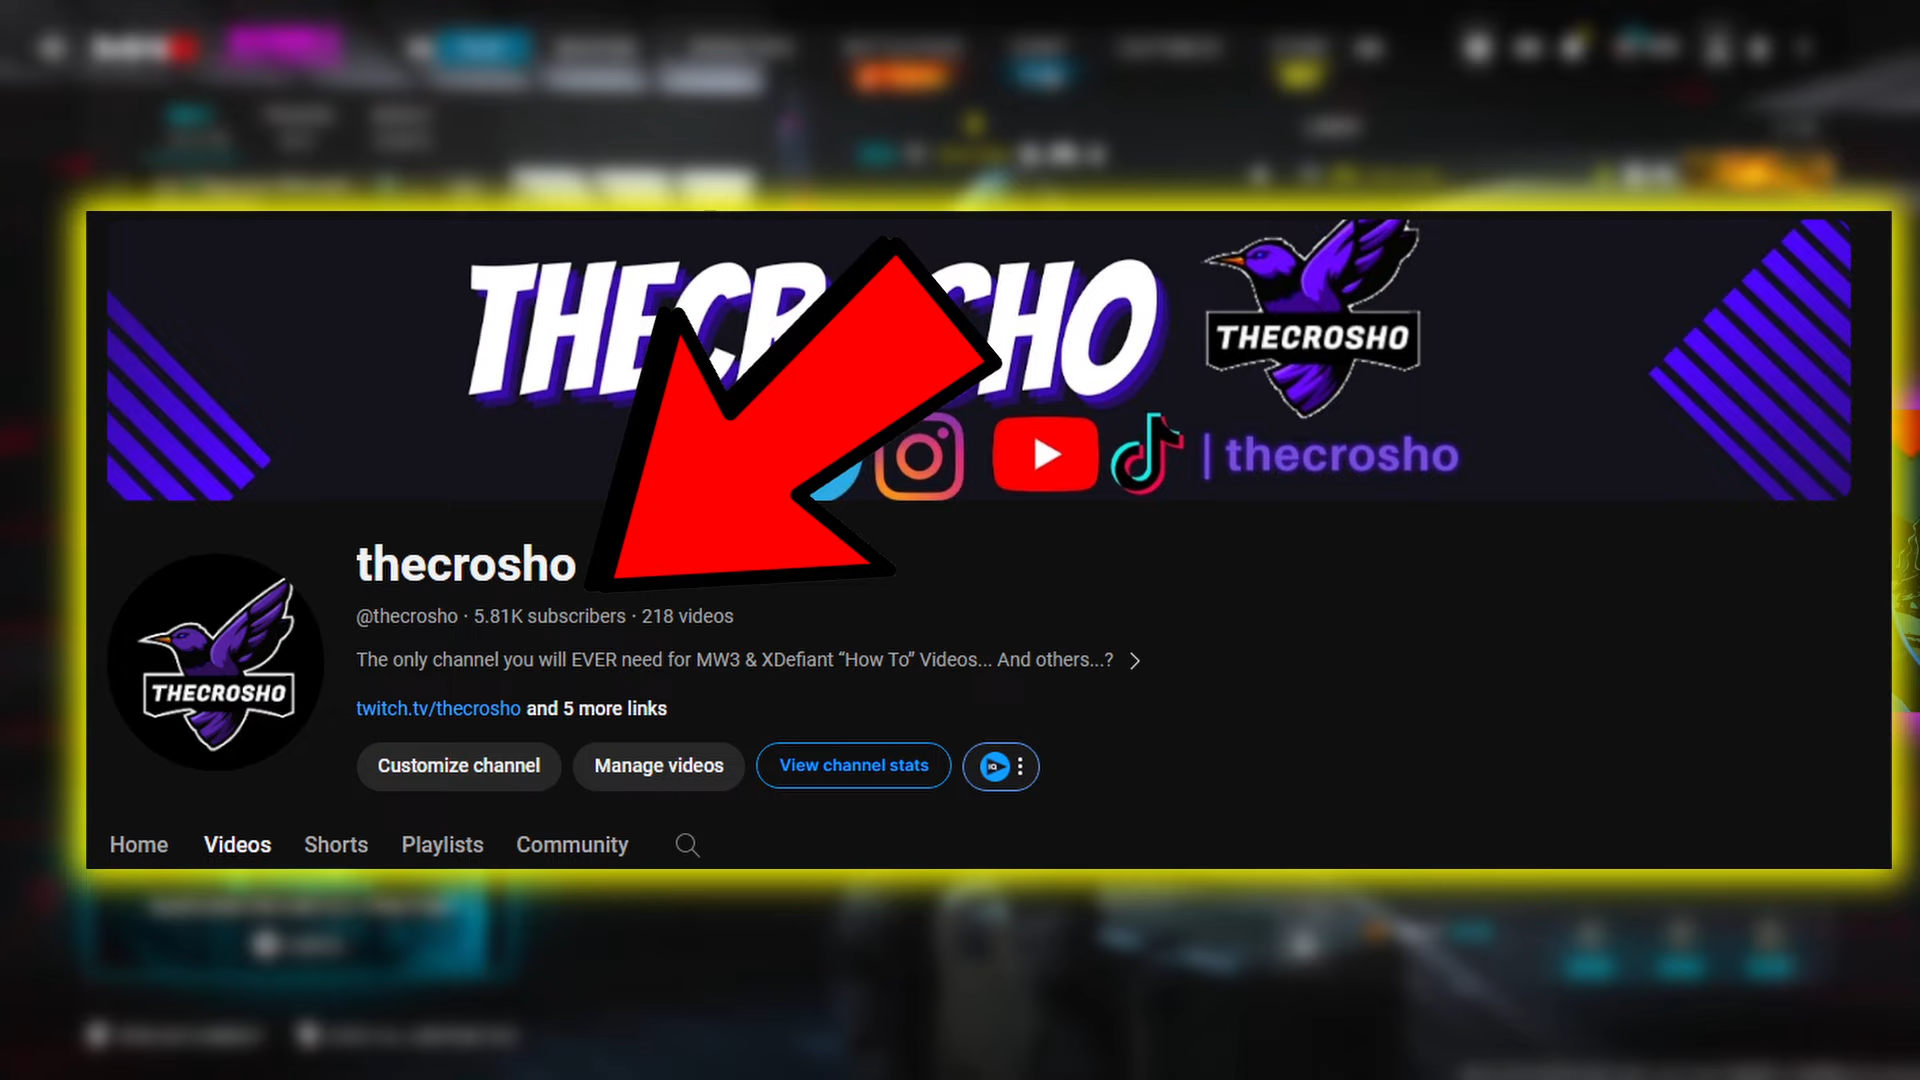 THECROSHO
THECROSHO
| thecrosho
thecrosho
@thecrosho · 5.81K subscribers · 218 videos
The only channel you will EVER need for MW3 & XDefiant “How To” Videos... And others...?
twitch.tv/thecrosho and 5 more links
THECROSHO
Customize channel Manage videos View channel stats IQ
Home Videos Shorts Playlists Community